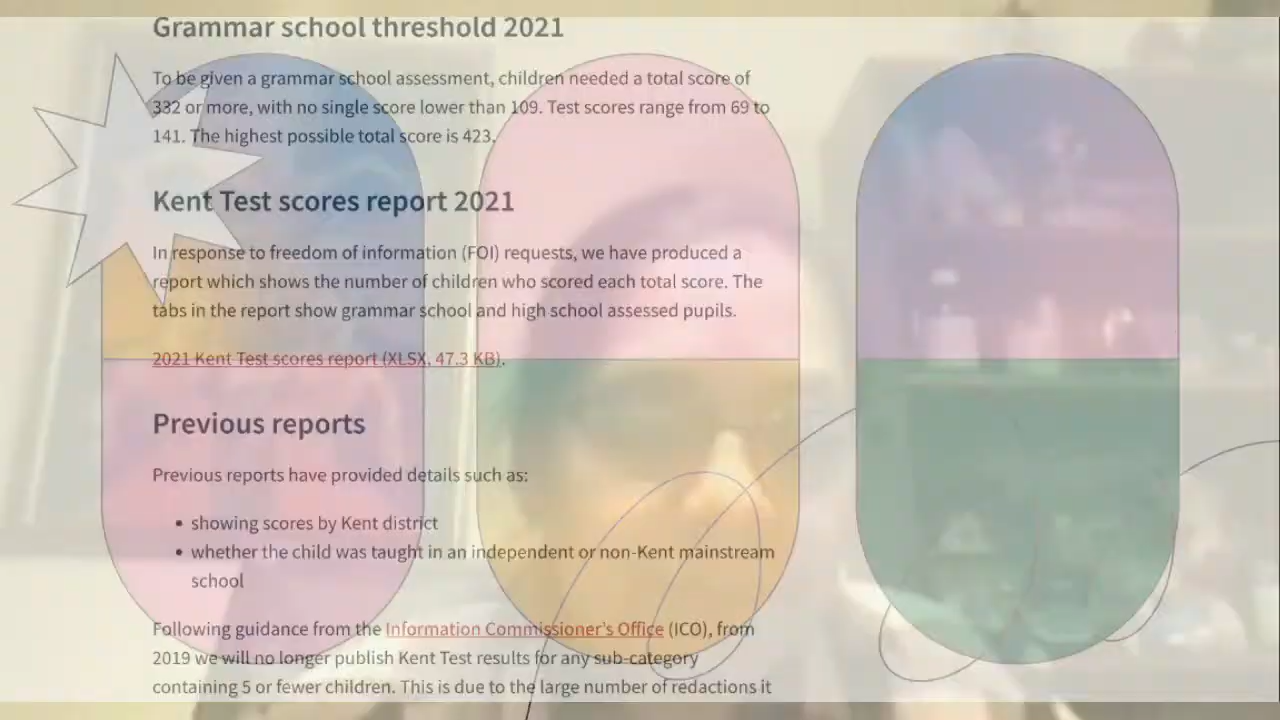 Grammar school threshold 2021
To be given a grammar school assessment, children needed a total score of
332 or more, with no single score lower than 109. Test scores range from 69 to
141. The highest possible total score is 423.
Kent Test scores report 2021
In response to freedom of information (FOI) requests, we have produced a
report which shows the number of children who scored each total score. The
tabs in the report show grammar school and high school assessed pupils.
2021 Kent Test scores report (XLSX, 47.3 KB).
Previous reports
Previous reports have provided details such as:
• showing scores by Kent district
• whether the child was taught in an independent or non-Kent mainstream
school
Following guidance from the Information Commissioner's Office (ICO), from
2019 we will no longer publish Kent Test results for any sub-category
containing 5 or fewer children. This is due to the large number of redactions it